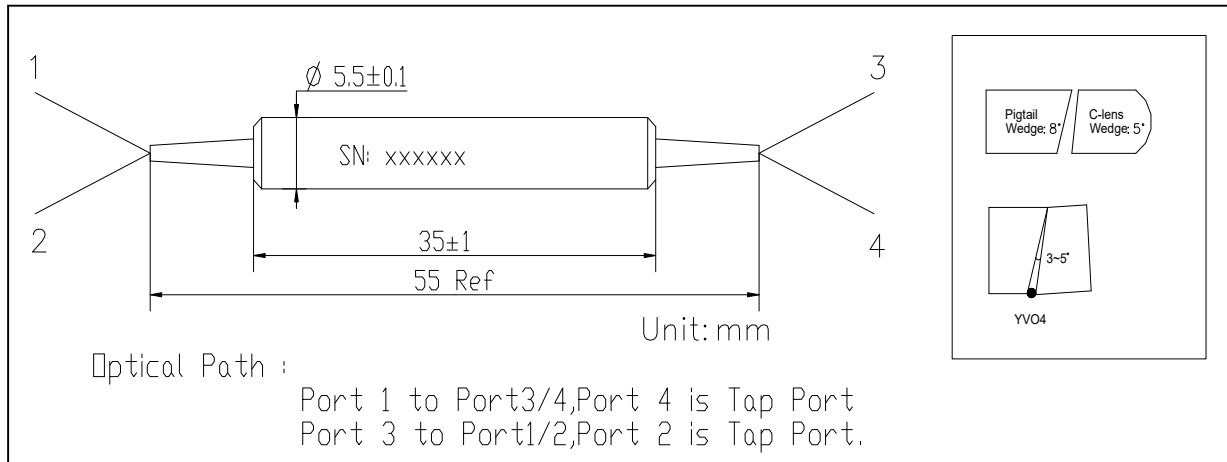 1
3
Ø 5.5±0.1
SN: xxxxxx
2
4
35±1
55 Ref
Unit: mm
Optical Path :
Port 1 to Port3/4,Port 4 is Tap Port
Port 3 to Port1/2,Port 2 is Tap Port.
Pigtail
Wedge: 8°
C-lens
Wedge: 5°
3~5°
YVO4